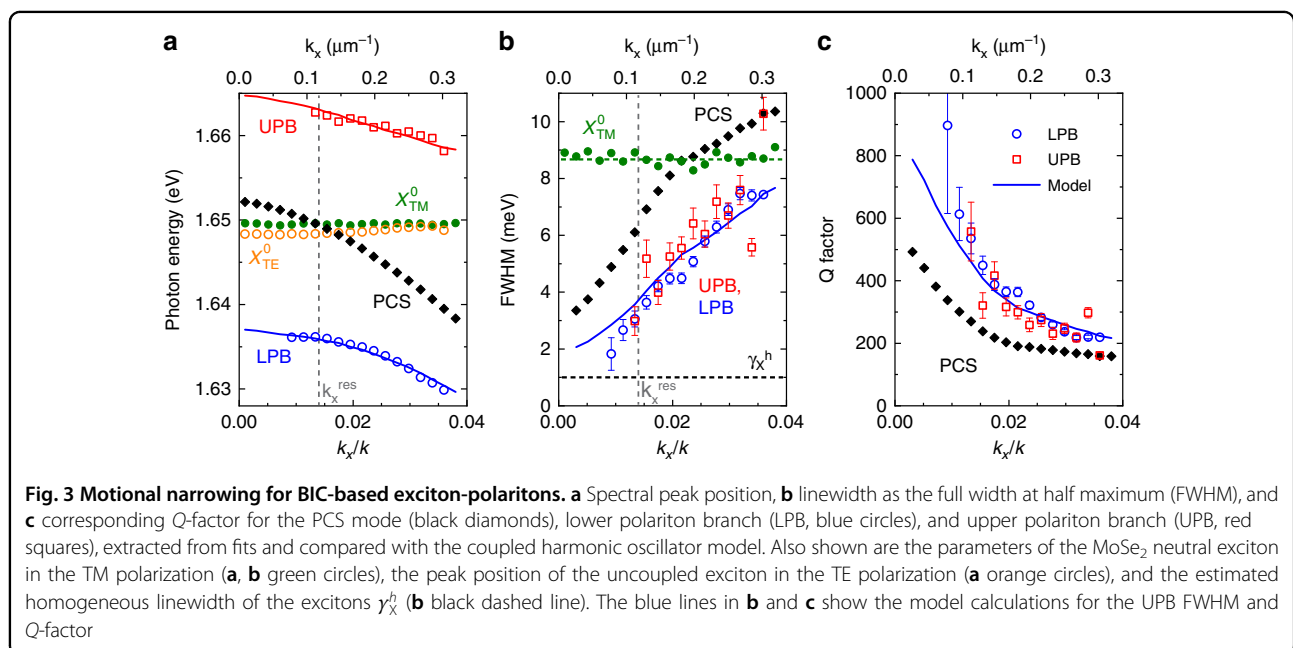 a
k_x (μm⁻¹)
0.0 0.1 0.2 0.3
1.66
1.65
1.64
1.63
Photon energy (eV)
UPB
X⁰_TM
X⁰_TE
PCS
LPB
k_x^res
0.00 0.02 0.04
k_x/k
b
k_x (μm⁻¹)
0.0 0.1 0.2 0.3
10
8
6
4
2
0
FWHM (meV)
X⁰_TM
PCS
UPB,
LPB
γ_X^h
k_x^res
0.00 0.02 0.04
k_x/k
c
k_x (μm⁻¹)
0.0 0.1 0.2 0.3
1000
800
600
400
200
0
Q factor
LPB
UPB
Model
PCS
0.00 0.02 0.04
k_x/k
Fig. 3 Motional narrowing for BIC-based exciton-polaritons. a Spectral peak position, b linewidth as the full width at half maximum (FWHM), and
c corresponding Q-factor for the PCS mode (black diamonds), lower polariton branch (LPB, blue circles), and upper polariton branch (UPB, red
squares), extracted from fits and compared with the coupled harmonic oscillator model. Also shown are the parameters of the MoSe₂ neutral exciton
in the TM polarization (a, b green circles), the peak position of the uncoupled exciton in the TE polarization (a orange circles), and the estimated
homogeneous linewidth of the excitons γ_X^h (b black dashed line). The blue lines in b and c show the model calculations for the UPB FWHM and
Q-factor